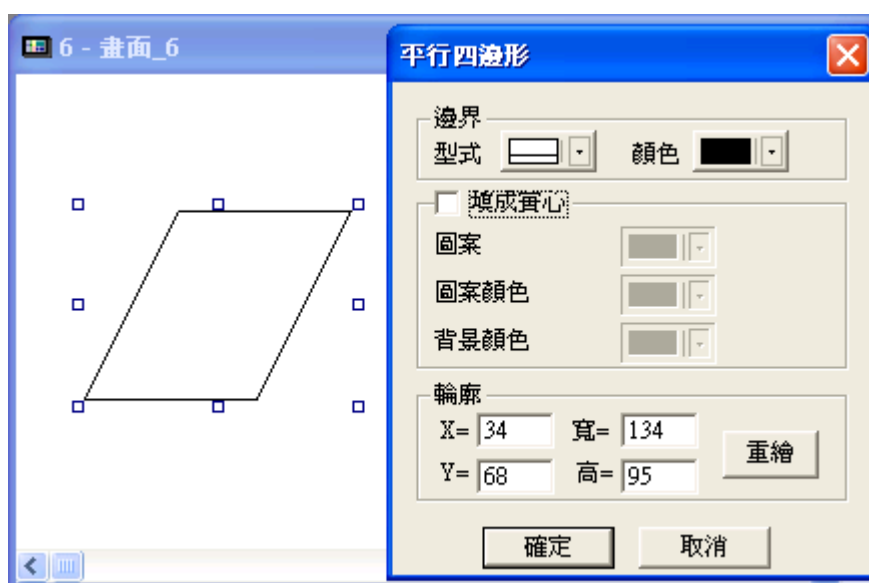 6 - 畫面_6
平行四邊形
邊界
型式
顏色
填成實心
圖案
圖案顏色
背景顏色
輪廓
X= 34 寬= 134
Y= 68 高= 95
重繪
確定
取消